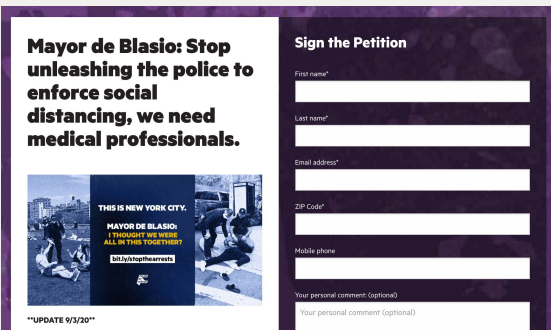 Mayor de Blasio: Stop
unleashing the police to
enforce social
distancing, we need
medical professionals.
THIS IS NEW YORK CITY.
MAYOR DE BLASIO:
I THOUGHT WE WERE
ALL IN THIS TOGETHER?
bit.ly/stopthearrests
**UPDATE 9/3/20**
Sign the Petition
First name*
Last name*
Email address*
ZIP Code*
Mobile phone
Your personal comment: (optional)
Your personal comment (optional)